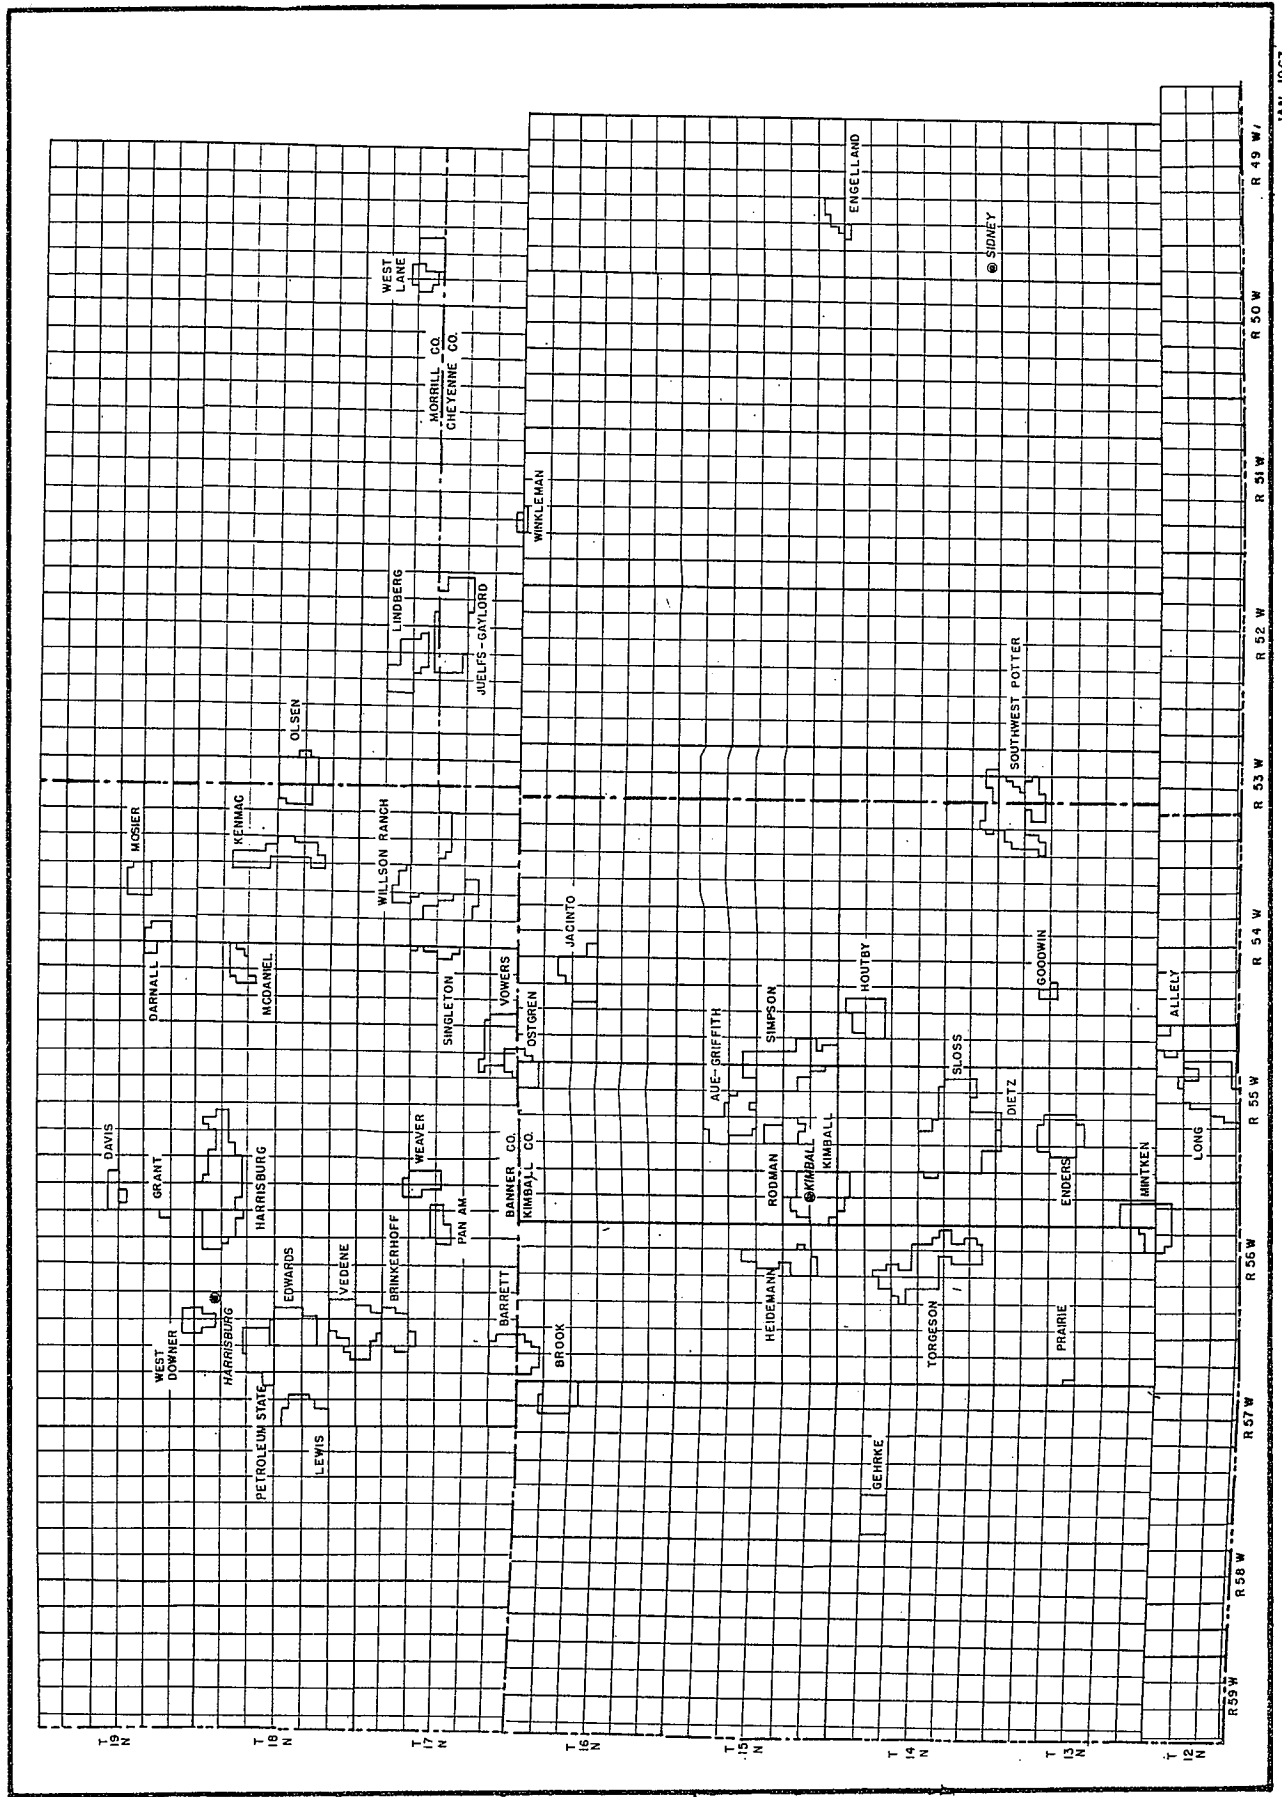 T
19
N
T
18
N
T
17
N
T
16
N
T
15
N
T
14
N
T
13
N
T
12
N
R 59 W
R 58 W
R 57 W
R 56 W
R 55 W
R 54 W
R 53 W
R 52 W
R 51 W
R 50 W
R 49 W
DAVIS
GRANT
WEST
DOWNER
HARRISBURG
HARRISBURG
PETROLEUM STATE
LEWIS
EDWARDS
VEDENE
BRINKERHOFF
WEAVER
PAN AM
BARRETT
BROOK
BANNER CO.
KIMBALL CO.
DARNALL
MOSIER
MCDANIEL
KENMAC
OLSEN
WILLSON RANCH
SINGLETON
VOWERS
OSTGREN
JACINTO
LINDBERG
JUELFS-GAYLORD
WINKLEMAN
MORRILL CO.
CHEYENNE CO.
WEST
LANE
ENGELLAND
SIDNEY
SOUTHWEST POTTER
GOODWIN
ALLELY
HOUTBY
SIMPSON
AUE-GRIFFITH
RODMAN
KIMBALL
KIMBALL
SLOSS
DIETZ
ENDERS
MINTKEN
LONG
HEIDEMANN
TORGESON
PRAIRIE
GEHRKE